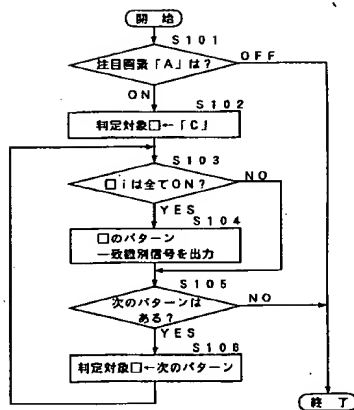 開始
S101
注目画素「A」は?
OFF
ON
S102
判定対象□←「C」
S103
□iは全てON?
NO
YES
S104
□のパターン
一致識別信号を出力
S105
次のパターンは
ある?
NO
YES
S106
判定対象□←次のパターン
終了